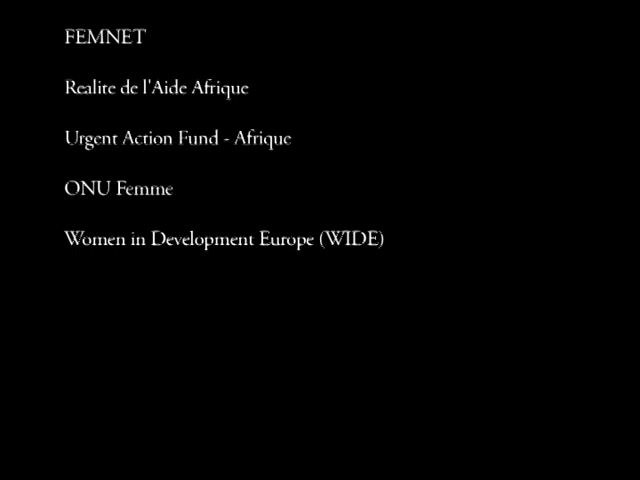 FEMNET
Realite de l'Aide Afrique
Urgent Action Fund - Afrique
ONU Femme
Women in Development Europe (WIDE)